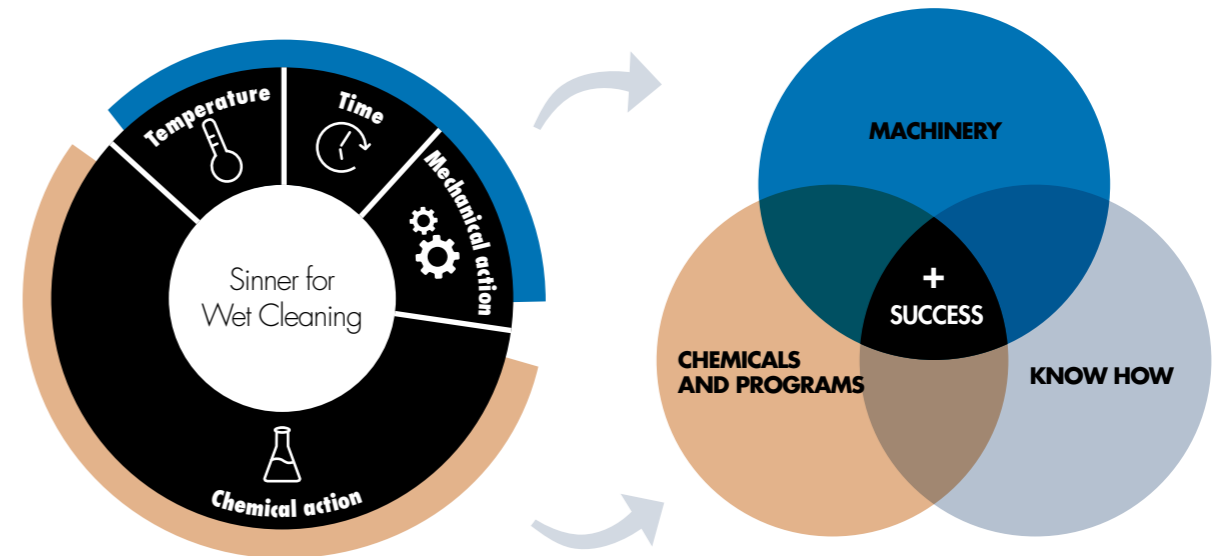 Temperature
Time
Mechanical action
Sinner for
Wet Cleaning
Chemical action
MACHINERY
+
SUCCESS
CHEMICALS
AND PROGRAMS
KNOW HOW